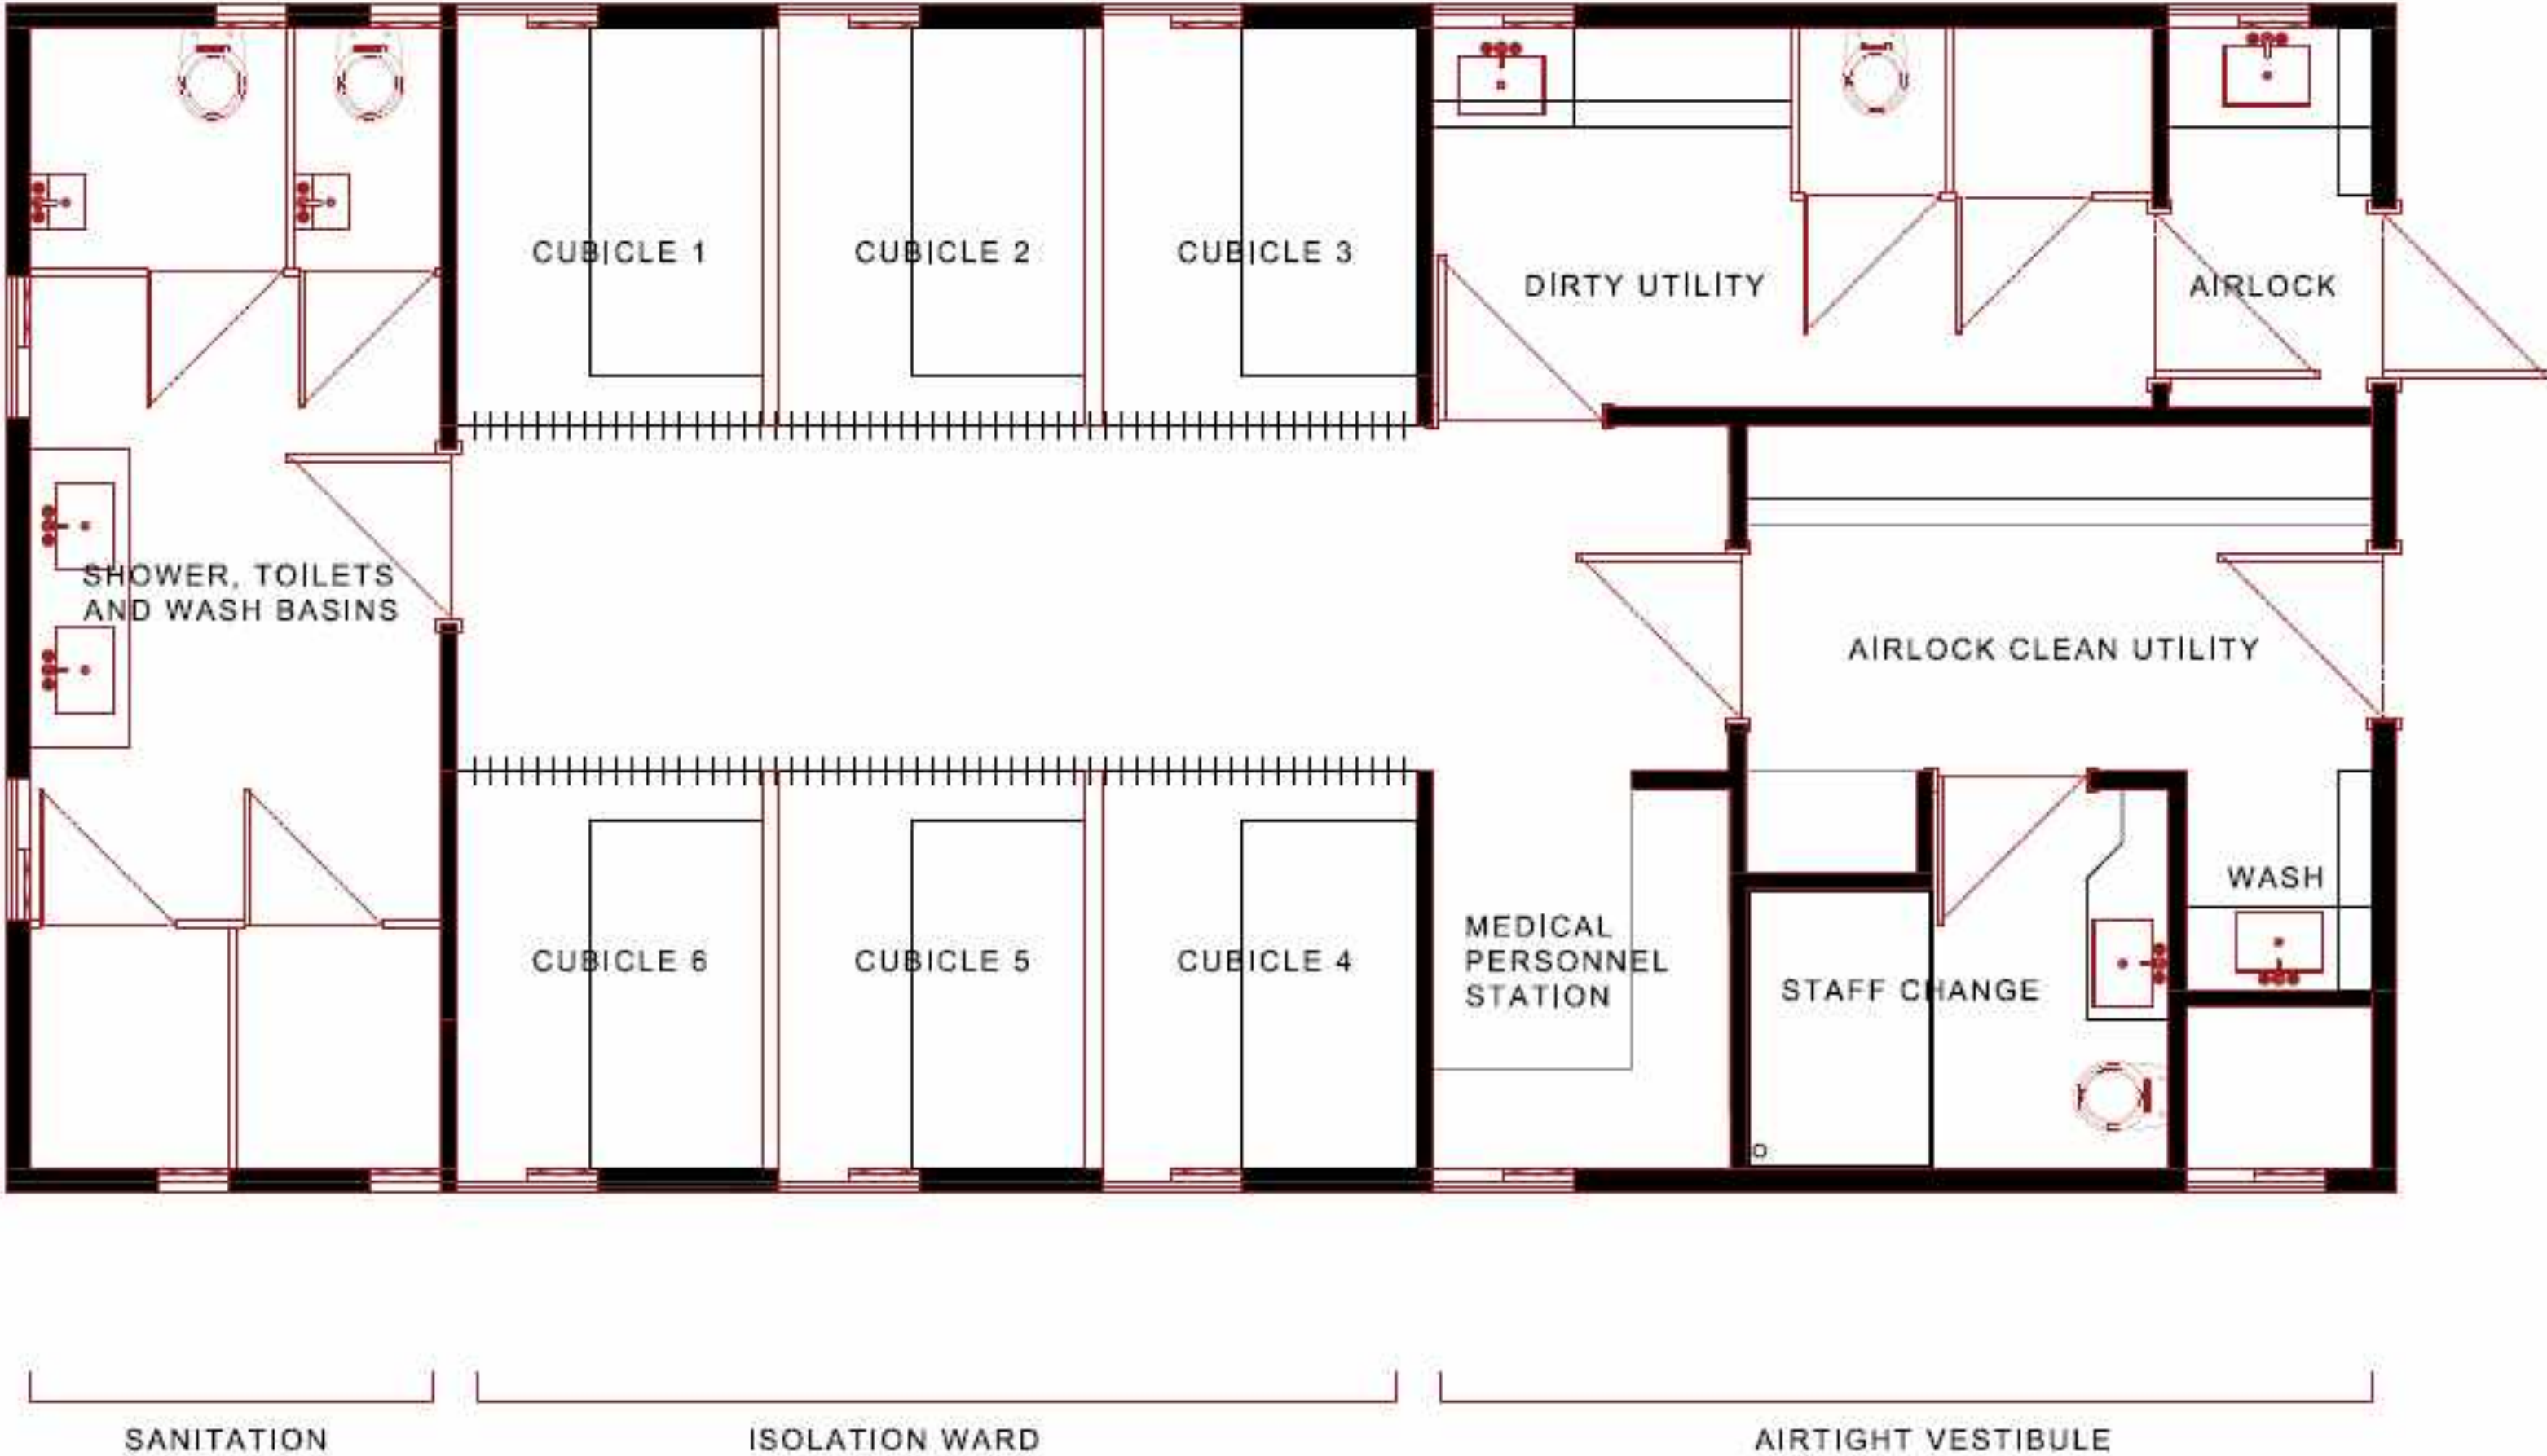 CUBICLE 1
CUBICLE 2
CUBICLE 3
DIRTY UTILITY
AIRLOCK
SHOWER, TOILETS
AND WASH BASINS
AIRLOCK CLEAN UTILITY
CUBICLE 6
CUBICLE 5
CUBICLE 4
MEDICAL
PERSONNEL
STATION
STAFF CHANGE
WASH
SANITATION
ISOLATION WARD
AIRTIGHT VESTIBULE